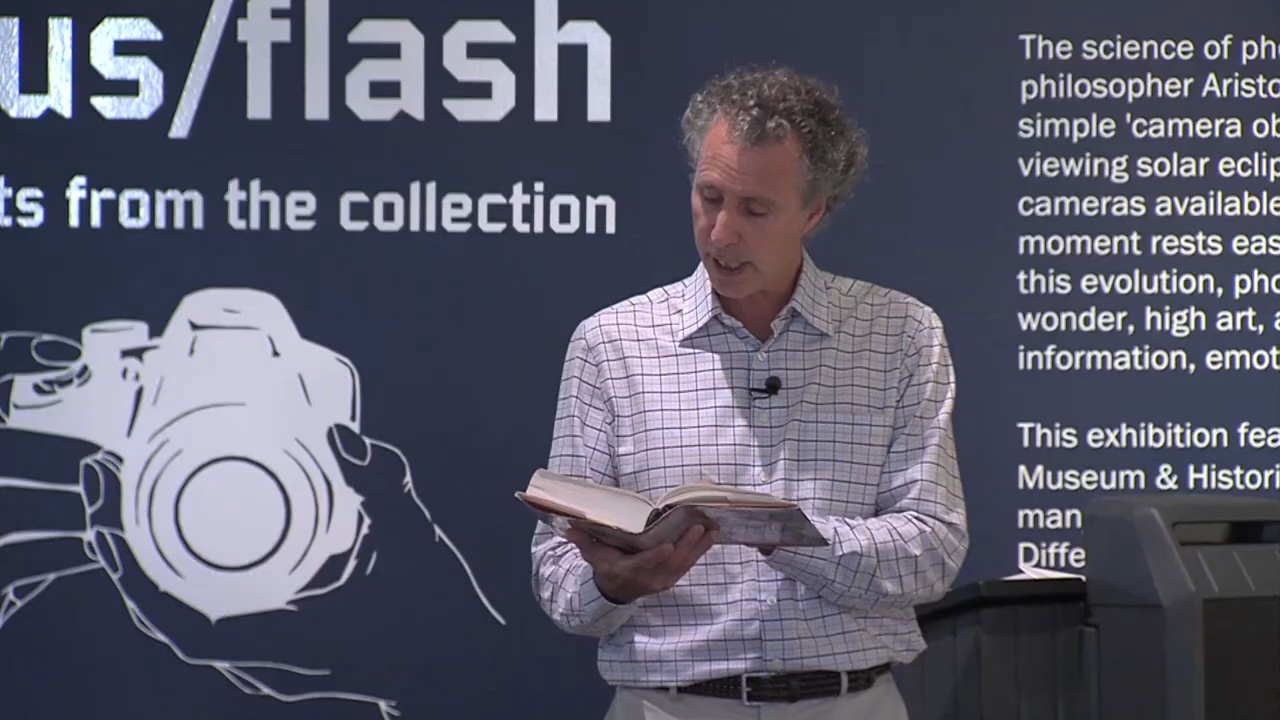 us/flash
ts from the collection
The science of ph
philosopher Aristo
simple 'camera ob
viewing solar eclip
cameras available
moment rests eas
this evolution, pho
wonder, high art, a
information, emot
This exhibition fea
Museum & Histori
man
Diffe